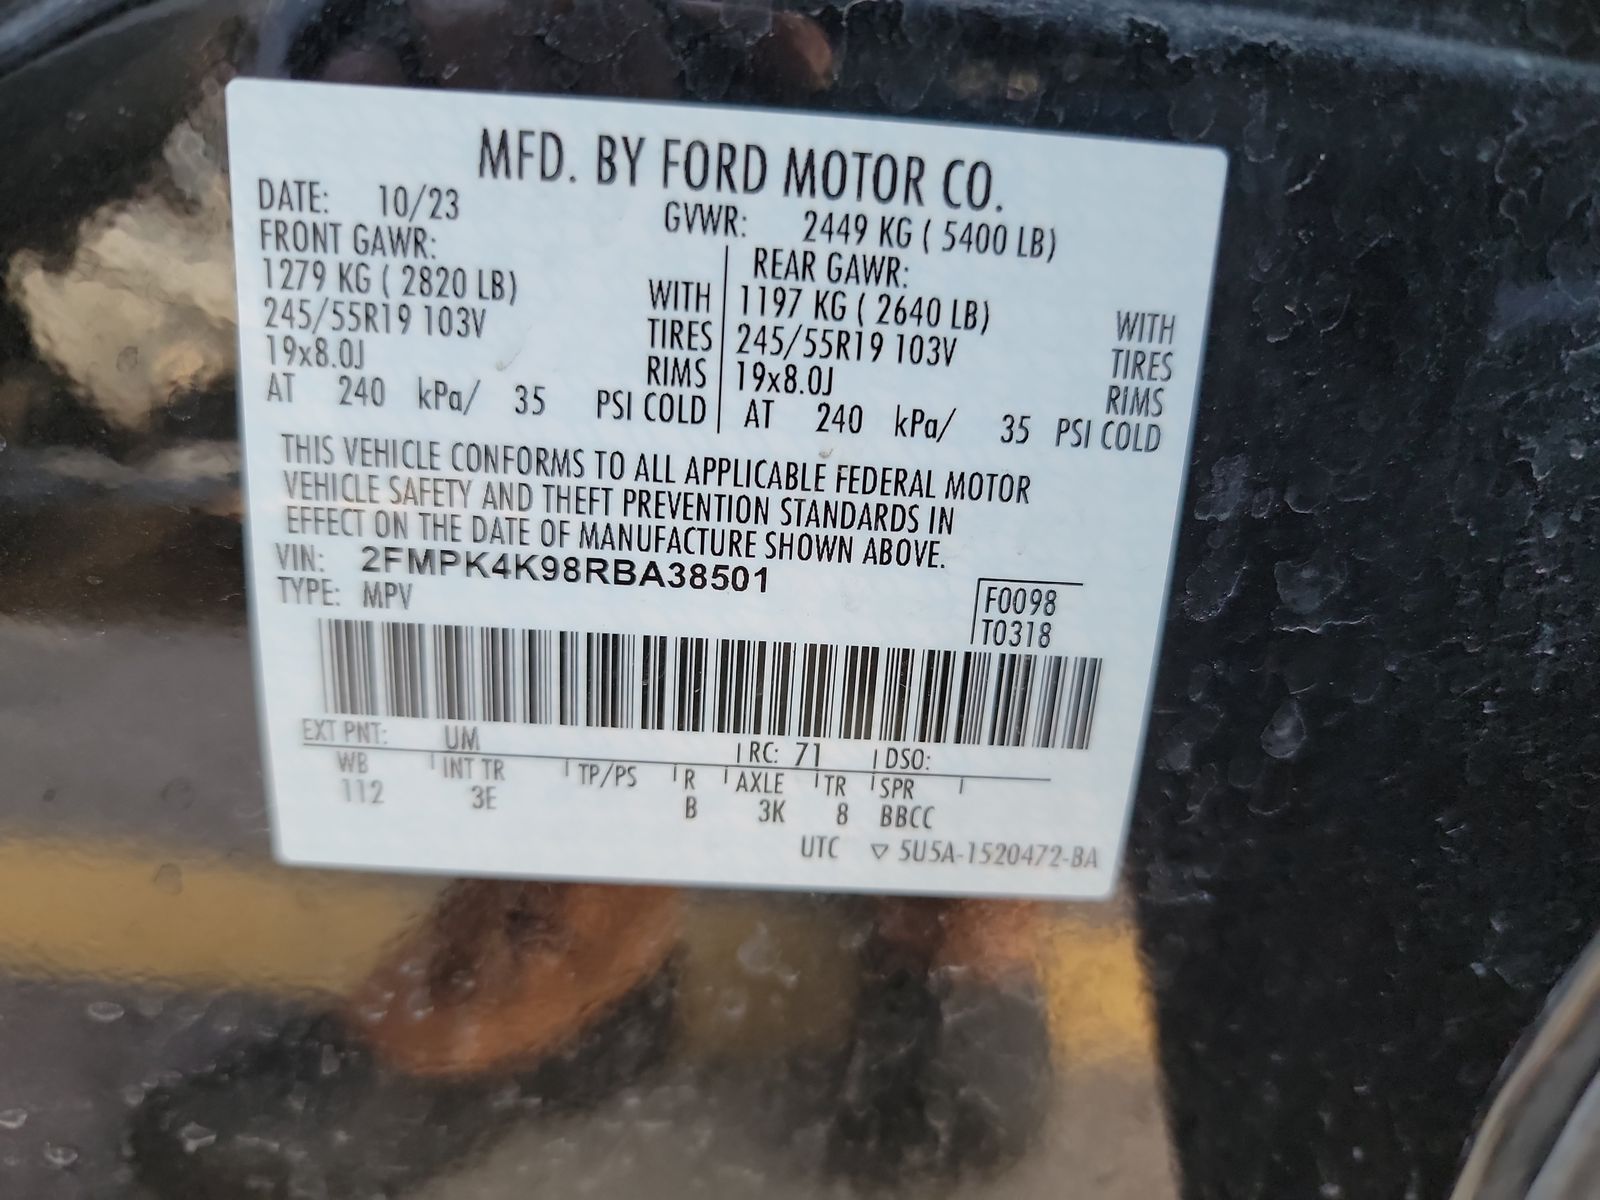 MFD. BY FORD MOTOR CO.
DATE: 10/23 GVWR: 2449 KG ( 5400 LB)
FRONT GAWR: REAR GAWR:
1279 KG ( 2820 LB) WITH 1197 KG ( 2640 LB) WITH
245/55R19 103V TIRES 245/55R19 103V TIRES
19x8.0J RIMS 19x8.0J RIMS
AT 240 kPa/ 35 PSI COLD AT 240 kPa/ 35 PSI COLD
THIS VEHICLE CONFORMS TO ALL APPLICABLE FEDERAL MOTOR
VEHICLE SAFETY AND THEFT PREVENTION STANDARDS IN
EFFECT ON THE DATE OF MANUFACTURE SHOWN ABOVE.
VIN: 2FMPK4K98RBA38501
TYPE: MPV
F0098
T0318
EXT PNT: UM RC: 71 DSO:
WB INT TR TP/PS R AXLE TR SPR
112 3E B 3K 8 BBCC
UTC ▽ 5U5A-1520472-BA